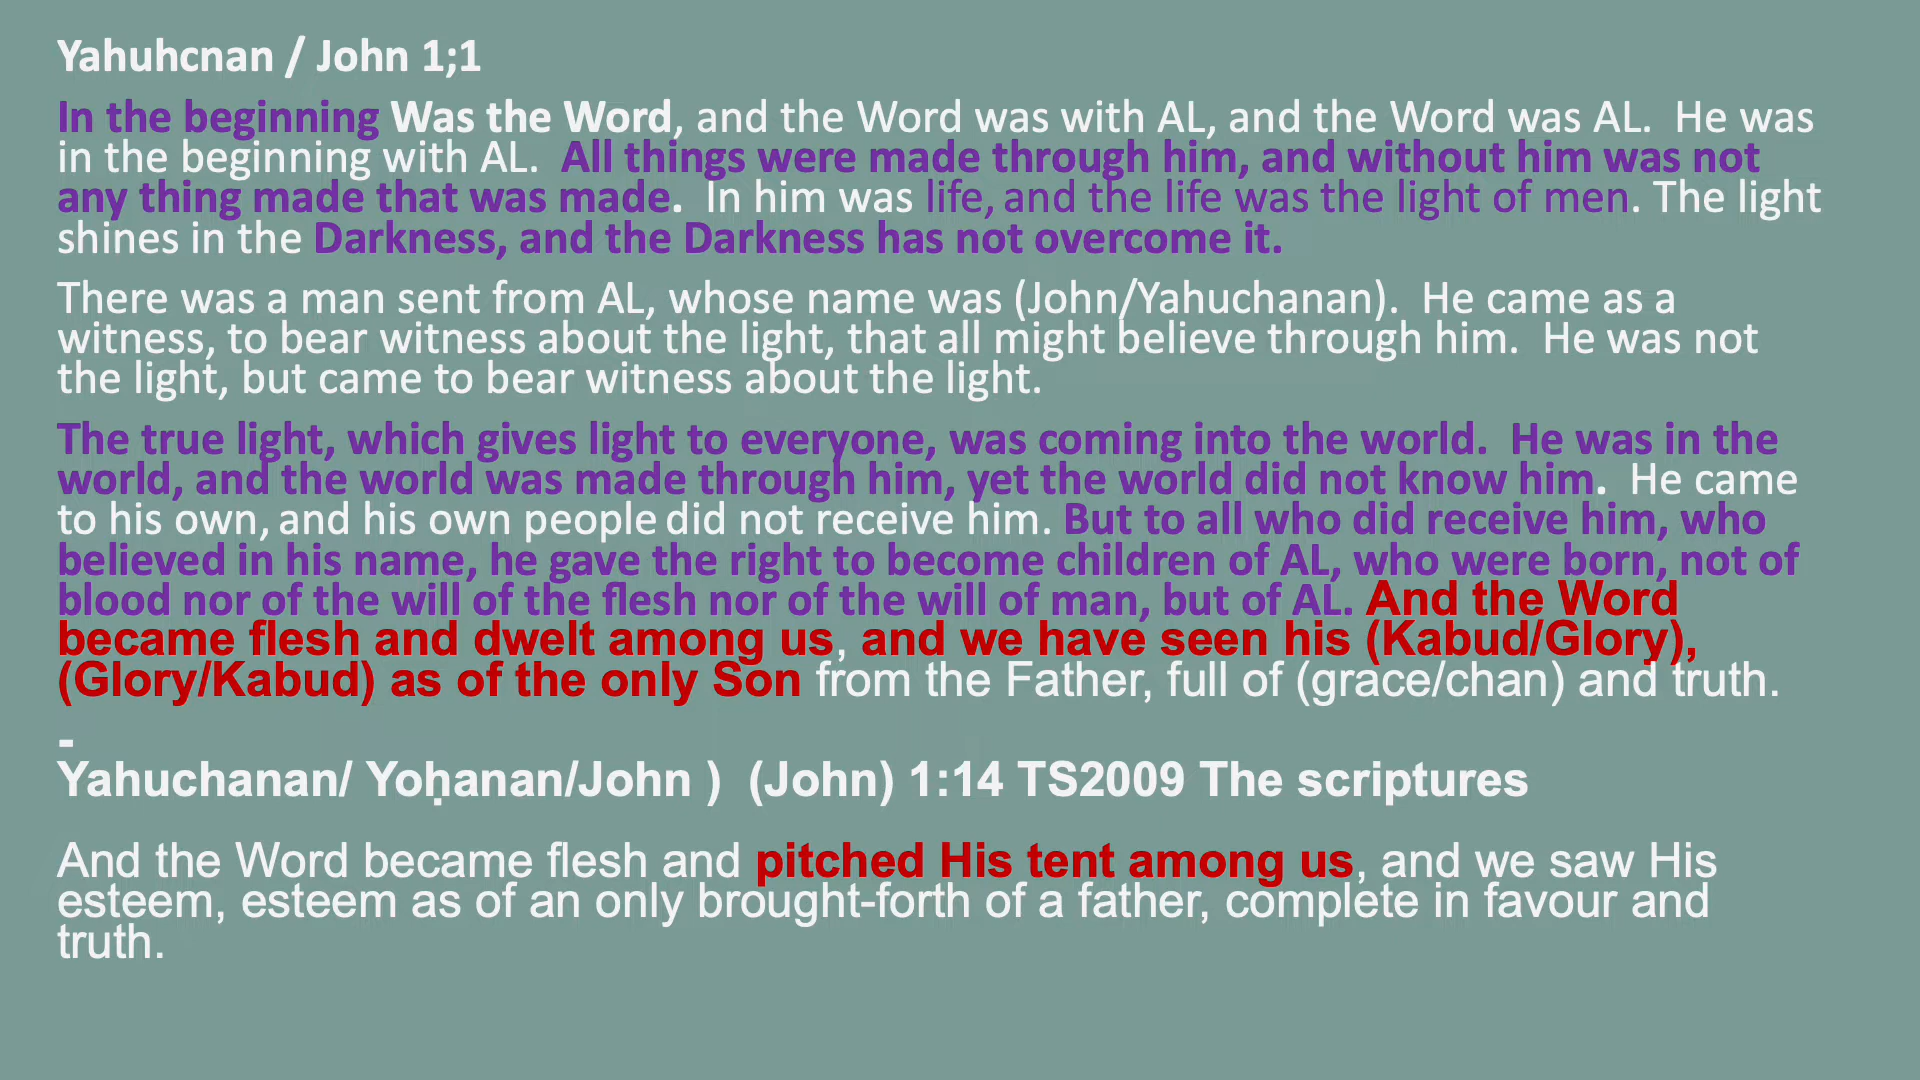 Yahuhcnan / John 1;1
In the beginning Was the Word, and the Word was with AL, and the Word was AL.  He was
in the beginning with AL.  All things were made through him, and without him was not
any thing made that was made.  In him was life, and the life was the light of men. The light
shines in the Darkness, and the Darkness has not overcome it.
There was a man sent from AL, whose name was (John/Yahuchanan).  He came as a
witness, to bear witness about the light, that all might believe through him.  He was not
the light, but came to bear witness about the light.
The true light, which gives light to everyone, was coming into the world.  He was in the
world, and the world was made through him, yet the world did not know him.  He came
to his own, and his own people did not receive him. But to all who did receive him, who
believed in his name, he gave the right to become children of AL, who were born, not of
blood nor of the will of the flesh nor of the will of man, but of AL. And the Word
became flesh and dwelt among us, and we have seen his (Kabud/Glory),
(Glory/Kabud) as of the only Son from the Father, full of (grace/chan) and truth.
-
Yahuchanan/ Yoḥanan/John )  (John) 1:14 TS2009 The scriptures
And the Word became flesh and pitched His tent among us, and we saw His
esteem, esteem as of an only brought-forth of a father, complete in favour and
truth.